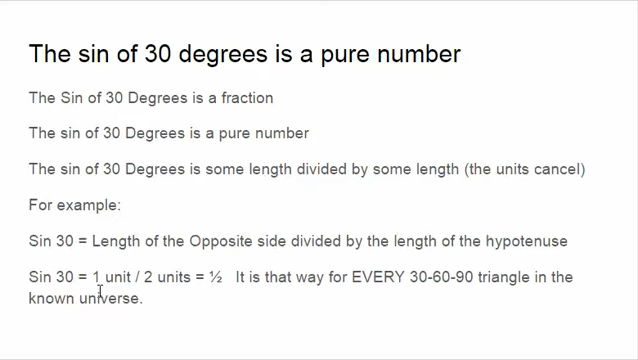 The sin of 30 degrees is a pure number
The Sin of 30 Degrees is a fraction
The sin of 30 Degrees is a pure number
The sin of 30 Degrees is some length divided by some length (the units cancel)
For example:
Sin 30 = Length of the Opposite side divided by the length of the hypotenuse
Sin 30 = 1 unit / 2 units = ½ It is that way for EVERY 30-60-90 triangle in the
known universe.